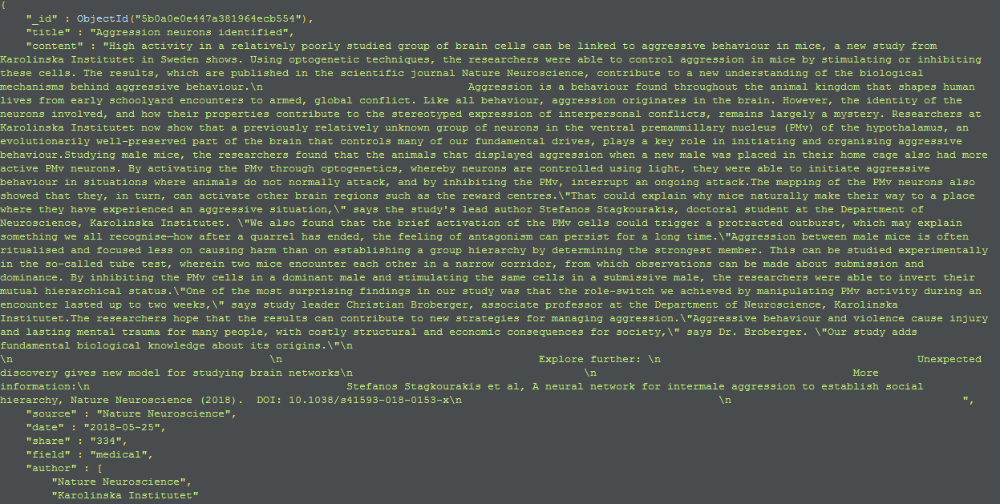 {
"_id" : ObjectId("5b0a0e0e447a381964ecb554"),
"title" : "Aggression neurons identified",
"content" : "High activity in a relatively poorly studied group of brain cells can be linked to aggressive behaviour in mice, a new study from
Karolinska Institutet in Sweden shows. Using optogenetic techniques, the researchers were able to control aggression in mice by stimulating or inhibiting
these cells. The results, which are published in the scientific journal Nature Neuroscience, contribute to a new understanding of the biological
mechanisms behind aggressive behaviour.\n Aggression is a behaviour found throughout the animal kingdom that shapes human
lives from early schoolyard encounters to armed, global conflict. Like all behaviour, aggression originates in the brain. However, the identity of the
neurons involved, and how their properties contribute to the stereotyped expression of interpersonal conflicts, remains largely a mystery. Researchers at
Karolinska Institutet now show that a previously relatively unknown group of neurons in the ventral premammillary nucleus (PMv) of the hypothalamus, an
evolutionarily well-preserved part of the brain that controls many of our fundamental drives, plays a key role in initiating and organising aggressive
behaviour.Studying male mice, the researchers found that the animals that displayed aggression when a new male was placed in their home cage also had more
active PMv neurons. By activating the PMv through optogenetics, whereby neurons are controlled using light, they were able to initiate aggressive
behaviour in situations where animals do not normally attack, and by inhibiting the PMv, interrupt an ongoing attack.The mapping of the PMv neurons also
showed that they, in turn, can activate other brain regions such as the reward centres.\"That could explain why mice naturally make their way to a place
where they have experienced an aggressive situation,\" says the study's lead author Stefanos Stagkourakis, doctoral student at the Department of
Neuroscience, Karolinska Institutet. \"We also found that the brief activation of the PMv cells could trigger a protracted outburst, which may explain
something we all recognise—how after a quarrel has ended, the feeling of antagonism can persist for a long time.\"Aggression between male mice is often
ritualised and focused less on causing harm than on establishing a group hierarchy by determining the strongest member. This can be studied experimentally
in the so-called tube test, wherein two mice encounter each other in a narrow corridor, from which observations can be made about submission and
dominance. By inhibiting the PMv cells in a dominant male and stimulating the same cells in a submissive male, the researchers were able to invert their
mutual hierarchical status.\"One of the most surprising findings in our study was that the role-switch we achieved by manipulating PMv activity during an
encounter lasted up to two weeks,\" says study leader Christian Broberger, associate professor at the Department of Neuroscience, Karolinska
Institutet.The researchers hope that the results can contribute to new strategies for managing aggression.\"Aggressive behaviour and violence cause injury
and lasting mental trauma for many people, with costly structural and economic consequences for society,\" says Dr. Broberger. \"Our study adds
fundamental biological knowledge about its origins.\"\n
\n \n Explore further: \n Unexpected
discovery gives new model for studying brain networks\n \n More
information:\n Stefanos Stagkourakis et al, A neural network for intermale aggression to establish social
hierarchy, Nature Neuroscience (2018). DOI: 10.1038/s41593-018-0153-x\n \n ",
"source" : "Nature Neuroscience",
"date" : "2018-05-25",
"share" : "334",
"field" : "medical",
"author" : [
"Nature Neuroscience",
"Karolinska Institutet"